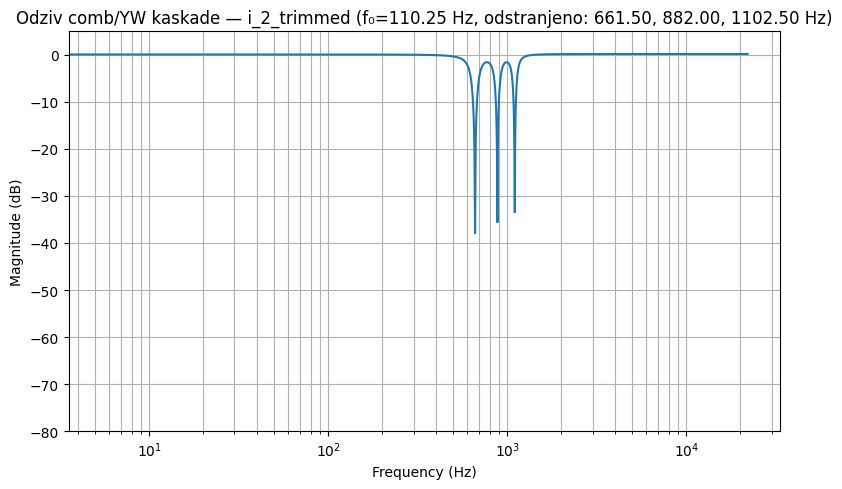 Odziv comb/YW kaskade — i_2_trimmed (f₀=110.25 Hz, odstranjeno: 661.50, 882.00, 1102.50 Hz)
0
−10
−20
−30
−40
−50
−60
−70
−80
Magnitude (dB)
10¹ 10² 10³ 10⁴
Frequency (Hz)